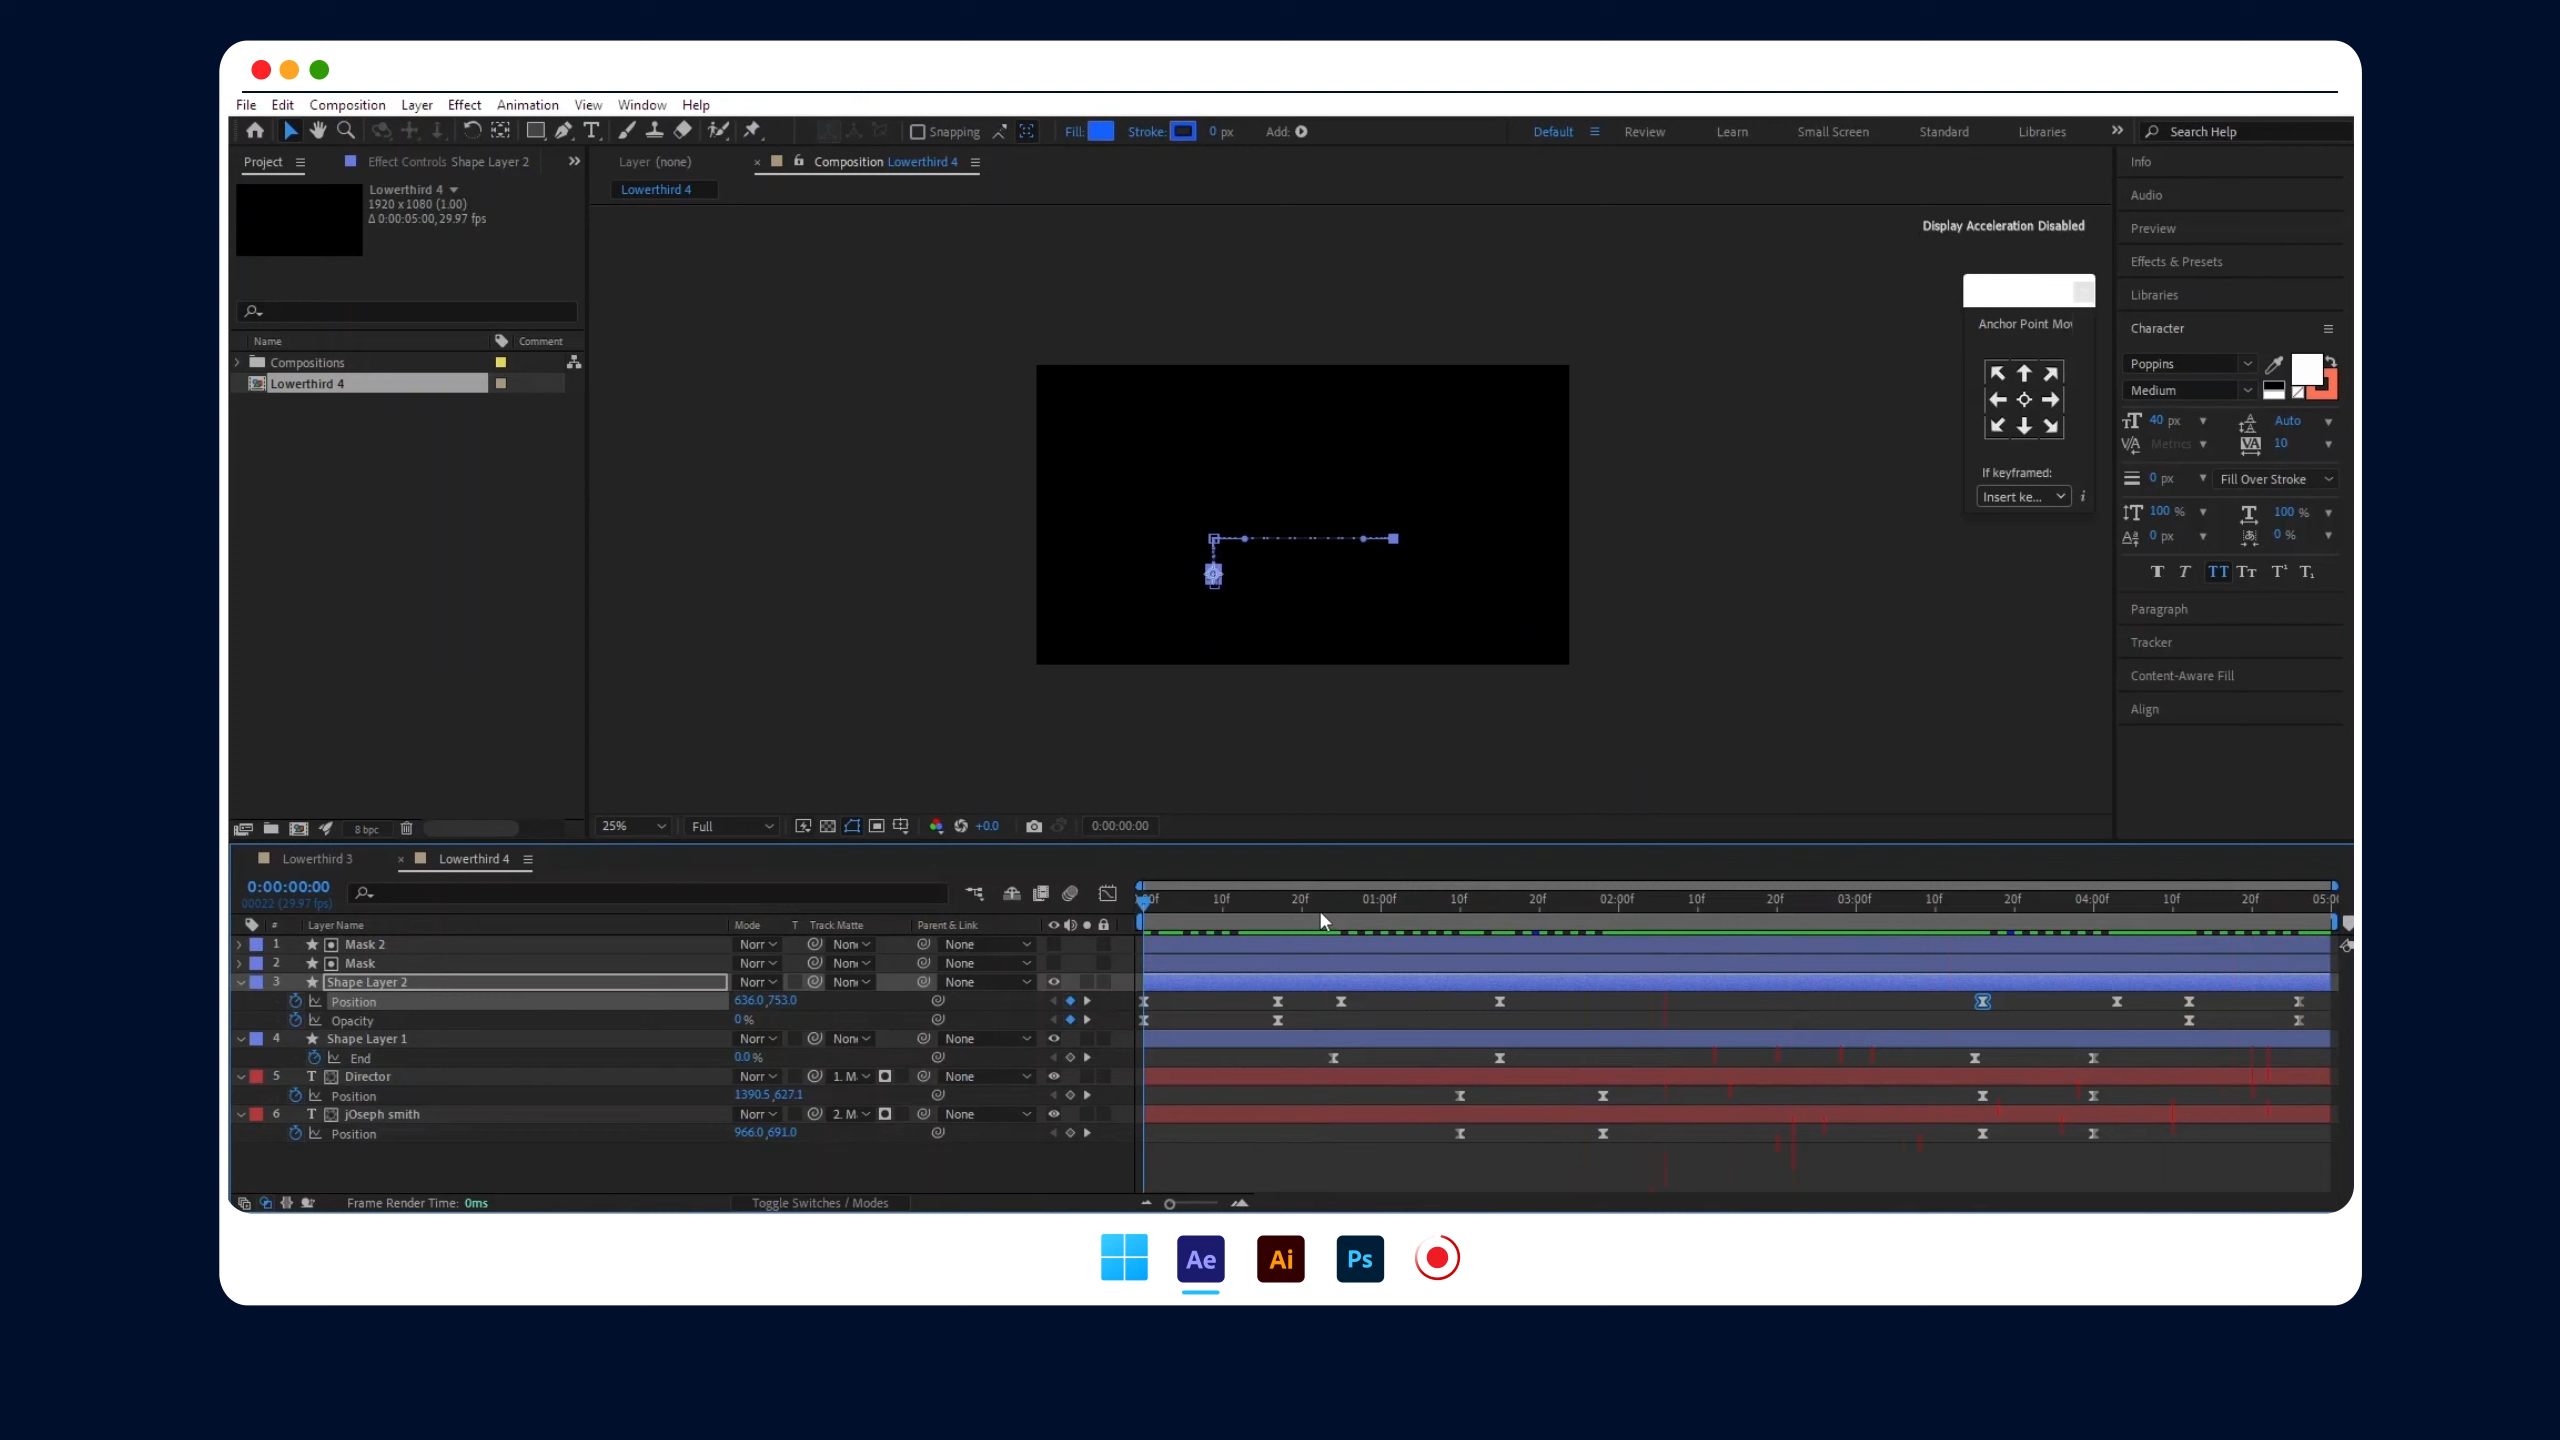 File Edit Composition Layer Effect Animation View Window Help
Snapping Fill: Stroke: 0 px Add: Default Review Learn Small Screen Standard Libraries Search Help
Project Effect Controls Shape Layer 2 Layer (none) Composition Lowerthird 4 Info
Lowerthird 4 Lowerthird 4
1920 x 1080 (1.00) Audio
Δ 0:00:05:00, 29.97 fps
Display Acceleration Disabled Preview
Effects & Presets
Libraries
Anchor Point Mov Character
Name Comment
Compositions Poppins
Lowerthird 4 Medium
40 px Auto
Metrics 10
If keyframed: 0 px Fill Over Stroke
Insert ke...
100 % 100 %
0 px 0 %
T T TT Tт T¹ T₁
Paragraph
Tracker
Content-Aware Fill
Align
8 bpc 25% Full +0.0 0:00:00:00
Lowerthird 3 Lowerthird 4
0:00:00:00
00022 (29.97 fps) 10f 20f 01:00f 10f 20f 02:00f 10f 20f 03:00f 10f 20f 04:00f 10f 20f 05:0
# Layer Name Mode T Track Matte Parent & Link
1 Mask 2 Norr Non None
2 Mask Norr Non None
3 Shape Layer 2 Norr Non None
Position 636.0,753.0
Opacity 0 %
4 Shape Layer 1 Norr Non None
End 0.0 %
5 T Director Norr 1. M None
Position 1390.5,627.1
6 T jOseph smith Norr 2. M None
Position 966.0,691.0
Frame Render Time: 0ms Toggle Switches / Modes
Ae Ai Ps